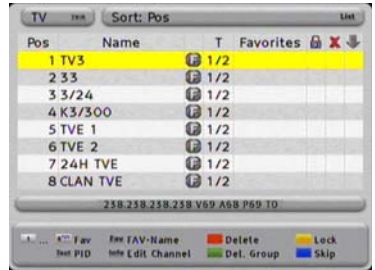 TV
Sort: Pos
List
Pos Name T Favorites
1 TV3 F 1/2
2 33 F 1/2
3 3/24 F 1/2
4 K3/300 F 1/2
5 TVE 1 F 1/2
6 TVE 2 F 1/2
7 24H TVE F 1/2
8 CLAN TVE F 1/2
238.238.238.238 V69 A68 P69 T0
... Fav Fav FAV-Name Delete Lock
Text PID Info Edit Channel Del. Group Skip